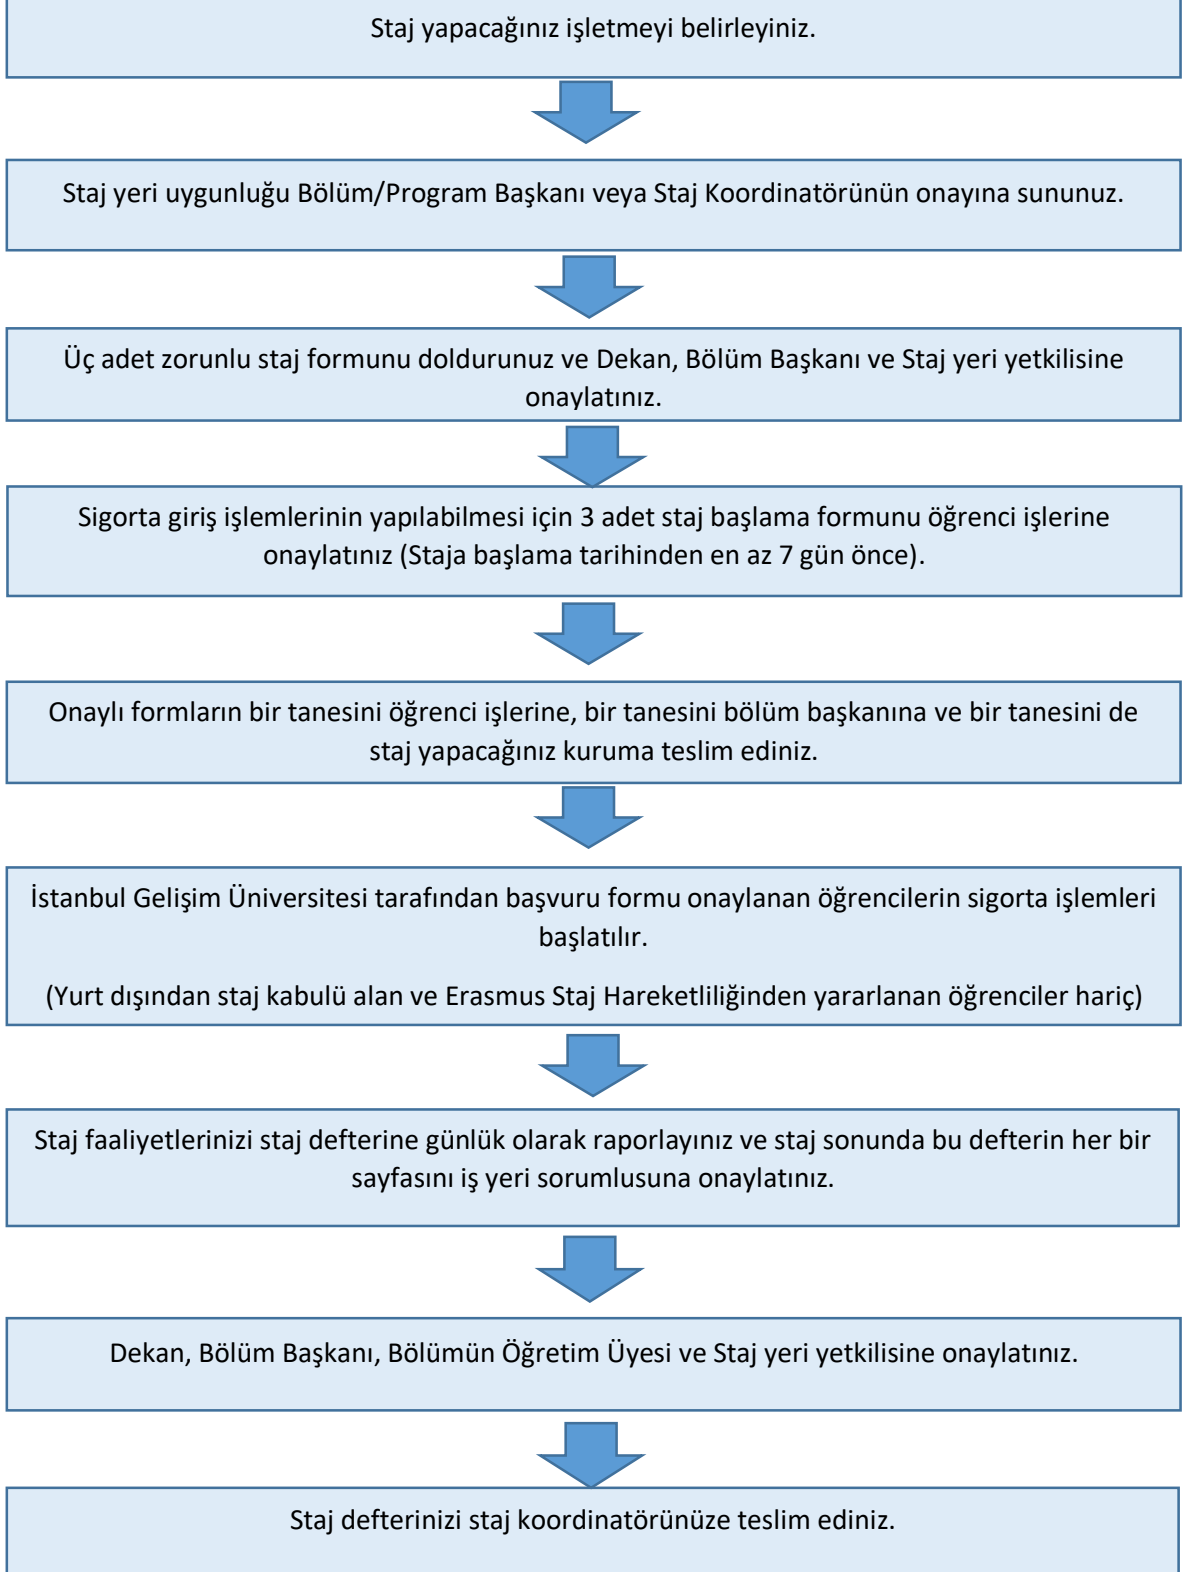 Staj yapacağınız işletmeyi belirleyiniz.
Staj yeri uygunluğu Bölüm/Program Başkanı veya Staj Koordinatörünün onayına sununuz.
Üç adet zorunlu staj formunu doldurunuz ve Dekan, Bölüm Başkanı ve Staj yeri yetkilisine
onaylatınız.
Sigorta giriş işlemlerinin yapılabilmesi için 3 adet staj başlama formunu öğrenci işlerine
onaylatınız (Staja başlama tarihinden en az 7 gün önce).
Onaylı formların bir tanesini öğrenci işlerine, bir tanesini bölüm başkanına ve bir tanesini de
staj yapacağınız kuruma teslim ediniz.
İstanbul Gelişim Üniversitesi tarafından başvuru formu onaylanan öğrencilerin sigorta işlemleri
başlatılır.
(Yurt dışından staj kabulü alan ve Erasmus Staj Hareketliliğinden yararlanan öğrenciler hariç)
Staj faaliyetlerinizi staj defterine günlük olarak raporlayınız ve staj sonunda bu defterin her bir
sayfasını iş yeri sorumlusuna onaylatınız.
Dekan, Bölüm Başkanı, Bölümün Öğretim Üyesi ve Staj yeri yetkilisine onaylatınız.
Staj defterinizi staj koordinatörünüze teslim ediniz.